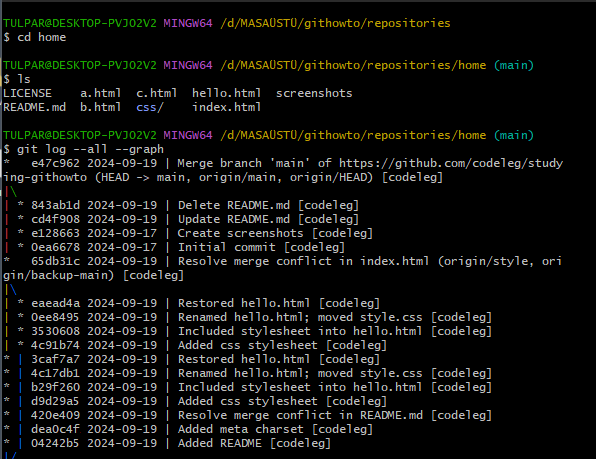 TULPAR@DESKTOP-PVJO2V2 MINGW64 /d/MASAÜSTÜ/githowto/repositories
$ cd home
TULPAR@DESKTOP-PVJO2V2 MINGW64 /d/MASAÜSTÜ/githowto/repositories/home (main)
$ ls
LICENSE    a.html  c.html  hello.html  screenshots
README.md  b.html  css/    index.html
TULPAR@DESKTOP-PVJO2V2 MINGW64 /d/MASAÜSTÜ/githowto/repositories/home (main)
$ git log --all --graph
*   e47c962 2024-09-19 | Merge branch 'main' of https://github.com/codeleg/study
ing-githowto (HEAD -> main, origin/main, origin/HEAD) [codeleg]
|\
| * 843ab1d 2024-09-19 | Delete README.md [codeleg]
| * cd4f908 2024-09-19 | Update README.md [codeleg]
| * e128663 2024-09-17 | Create screenshots [codeleg]
| * 0ea6678 2024-09-17 | Initial commit [codeleg]
*   65db31c 2024-09-19 | Resolve merge conflict in index.html (origin/style, ori
gin/backup-main) [codeleg]
|\
| * eaead4a 2024-09-19 | Restored hello.html [codeleg]
| * 0ee8495 2024-09-19 | Renamed hello.html; moved style.css [codeleg]
| * 3530608 2024-09-19 | Included stylesheet into hello.html [codeleg]
| * 4c91b74 2024-09-19 | Added css stylesheet [codeleg]
* | 3caf7a7 2024-09-19 | Restored hello.html [codeleg]
* | 4c17db1 2024-09-19 | Renamed hello.html; moved style.css [codeleg]
* | b29f260 2024-09-19 | Included stylesheet into hello.html [codeleg]
* | d9d29a5 2024-09-19 | Added css stylesheet [codeleg]
* | 420e409 2024-09-19 | Resolve merge conflict in README.md [codeleg]
* | dea0c4f 2024-09-19 | Added meta charset [codeleg]
* | 04242b5 2024-09-19 | Added README [codeleg]
|/